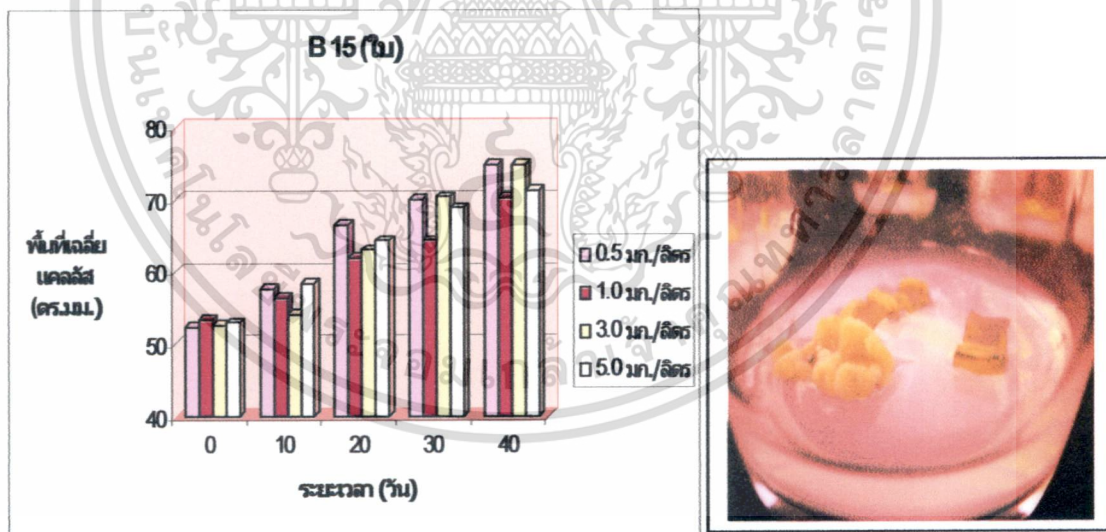 B 15 (ใบ)
80
70
60
50
40
พื้นที่เฉลี่ย
แคลลัส
(ตร.มม.)
0 10 20 30 40
ระยะเวลา (วัน)
0.5 มก./ลิตร
1.0 มก./ลิตร
3.0 มก./ลิตร
5.0 มก./ลิตร